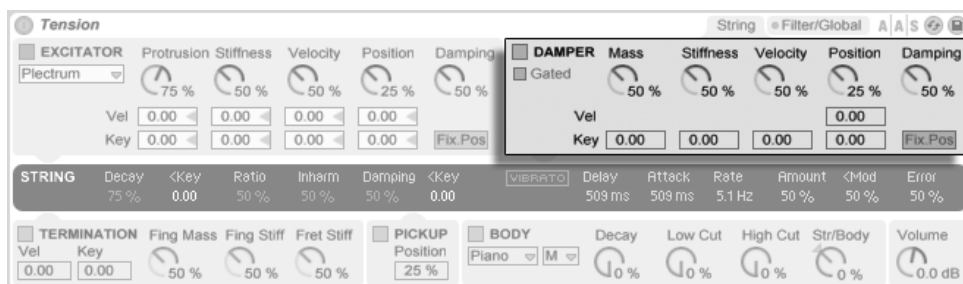 Tension String Filter/Global A A S
EXCITATOR Protrusion Stiffness Velocity Position Damping
Plectrum 75 % 50 % 50 % 25 % 50 %
Vel 0.00 0.00 0.00 0.00
Key 0.00 0.00 0.00 0.00 Fix.Pos
DAMPER Mass Stiffness Velocity Position Damping
Gated 50 % 50 % 50 % 25 % 50 %
Vel 0.00
Key 0.00 0.00 0.00 0.00 Fix.Pos
STRING Decay <Key Ratio Inharm Damping <Key VIBRATO Delay Attack Rate Amount <Mod Error
75 % 0.00 50 % 50 % 50 % 0.00 509 ms 509 ms 5.1 Hz 50 % 50 % 50 %
TERMINATION Fing Mass Fing Stiff Fret Stiff
Vel Key
0.00 0.00 50 % 50 % 50 %
PICKUP
Position
25 %
BODY Decay Low Cut High Cut Str/Body Volume
Piano M 0 % 0 % 0 % 0 % 0.0 dB